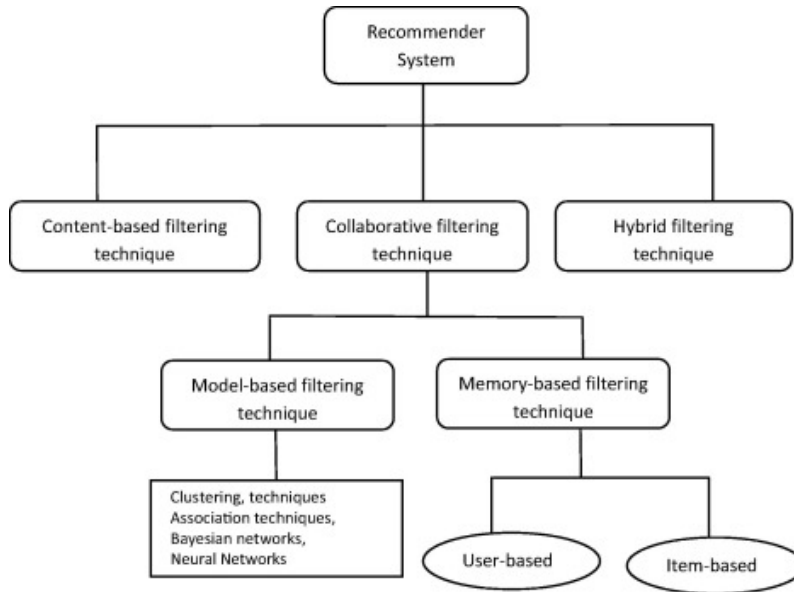 Recommender
System
Content-based filtering
technique
Collaborative filtering
technique
Hybrid filtering
technique
Model-based filtering
technique
Memory-based filtering
technique
Clustering, techniques
Association techniques,
Bayesian networks,
Neural Networks
User-based
Item-based